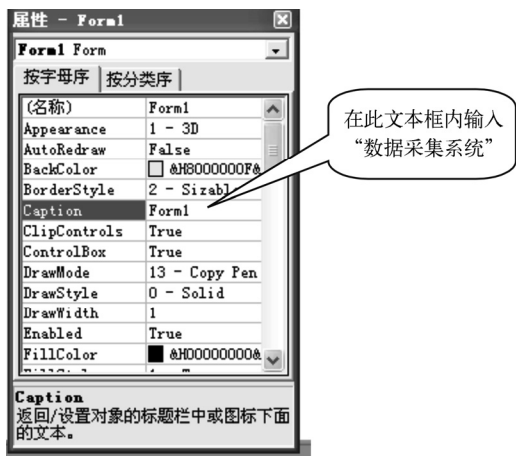 属性 - Form1
Form1 Form
按字母序 按分类序
(名称) Form1
Appearance 1 - 3D
AutoRedraw False
BackColor &H8000000F&
BorderStyle 2 - Sizable
Caption Form1
ClipControls True
ControlBox True
DrawMode 13 - Copy Pen
DrawStyle 0 - Solid
DrawWidth 1
Enabled True
FillColor &H00000000&
Caption
返回/设置对象的标题栏中或图标下面
的文本。
在此文本框内输入
“数据采集系统”